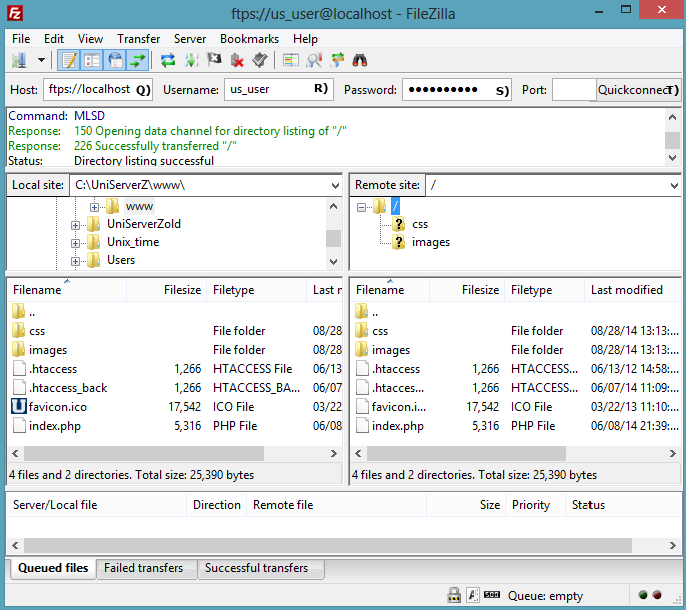 Fz ftps://us_user@localhost - FileZilla
File Edit View Transfer Server Bookmarks Help
Host: ftps://localhost Q) Username: us_user R) Password: ●●●●●●●●●● S) Port: Quickconnect T)
Command: MLSD
Response: 150 Opening data channel for directory listing of "/"
Response: 226 Successfully transferred "/"
Status: Directory listing successful
Local site: C:\UniServerZ\www\ Remote site: /
www /
UniServerZold ? css
Unix_time ? images
Users
Filename Filesize Filetype Last m Filename Filesize Filetype Last modified
.. ..
css File folder 08/28 css File folder 08/28/14 13:13:...
images File folder 08/28 images File folder 08/28/14 13:13:...
.htaccess 1,266 HTACCESS File 06/13 .htaccess 1,266 HTACCESS... 06/13/12 14:58:...
.htaccess_back 1,266 HTACCESS_BA... 06/07 .htacces... 1,266 HTACCESS... 06/07/14 11:09:...
favicon.ico 17,542 ICO File 03/22 favicon.i... 17,542 ICO File 03/22/13 11:10:...
index.php 5,316 PHP File 06/08 index.php 5,316 PHP File 06/08/14 21:39:...
4 files and 2 directories. Total size: 25,390 bytes 4 files and 2 directories. Total size: 25,390 bytes
Server/Local file Direction Remote file Size Priority Status
Queued files Failed transfers Successful transfers
Queue: empty